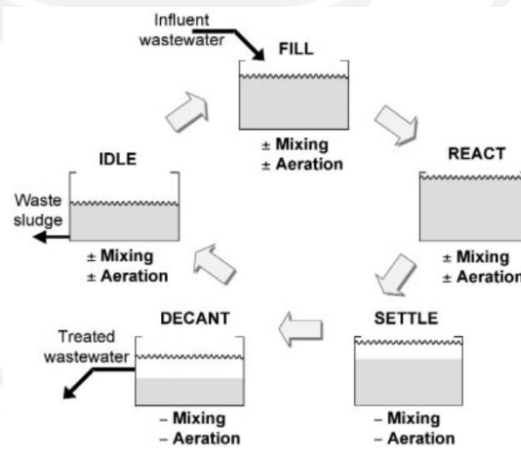 Influent
wastewater
FILL
± Mixing
± Aeration
REACT
± Mixing
± Aeration
SETTLE
– Mixing
– Aeration
DECANT
Treated
wastewater
– Mixing
– Aeration
IDLE
Waste
sludge
± Mixing
± Aeration